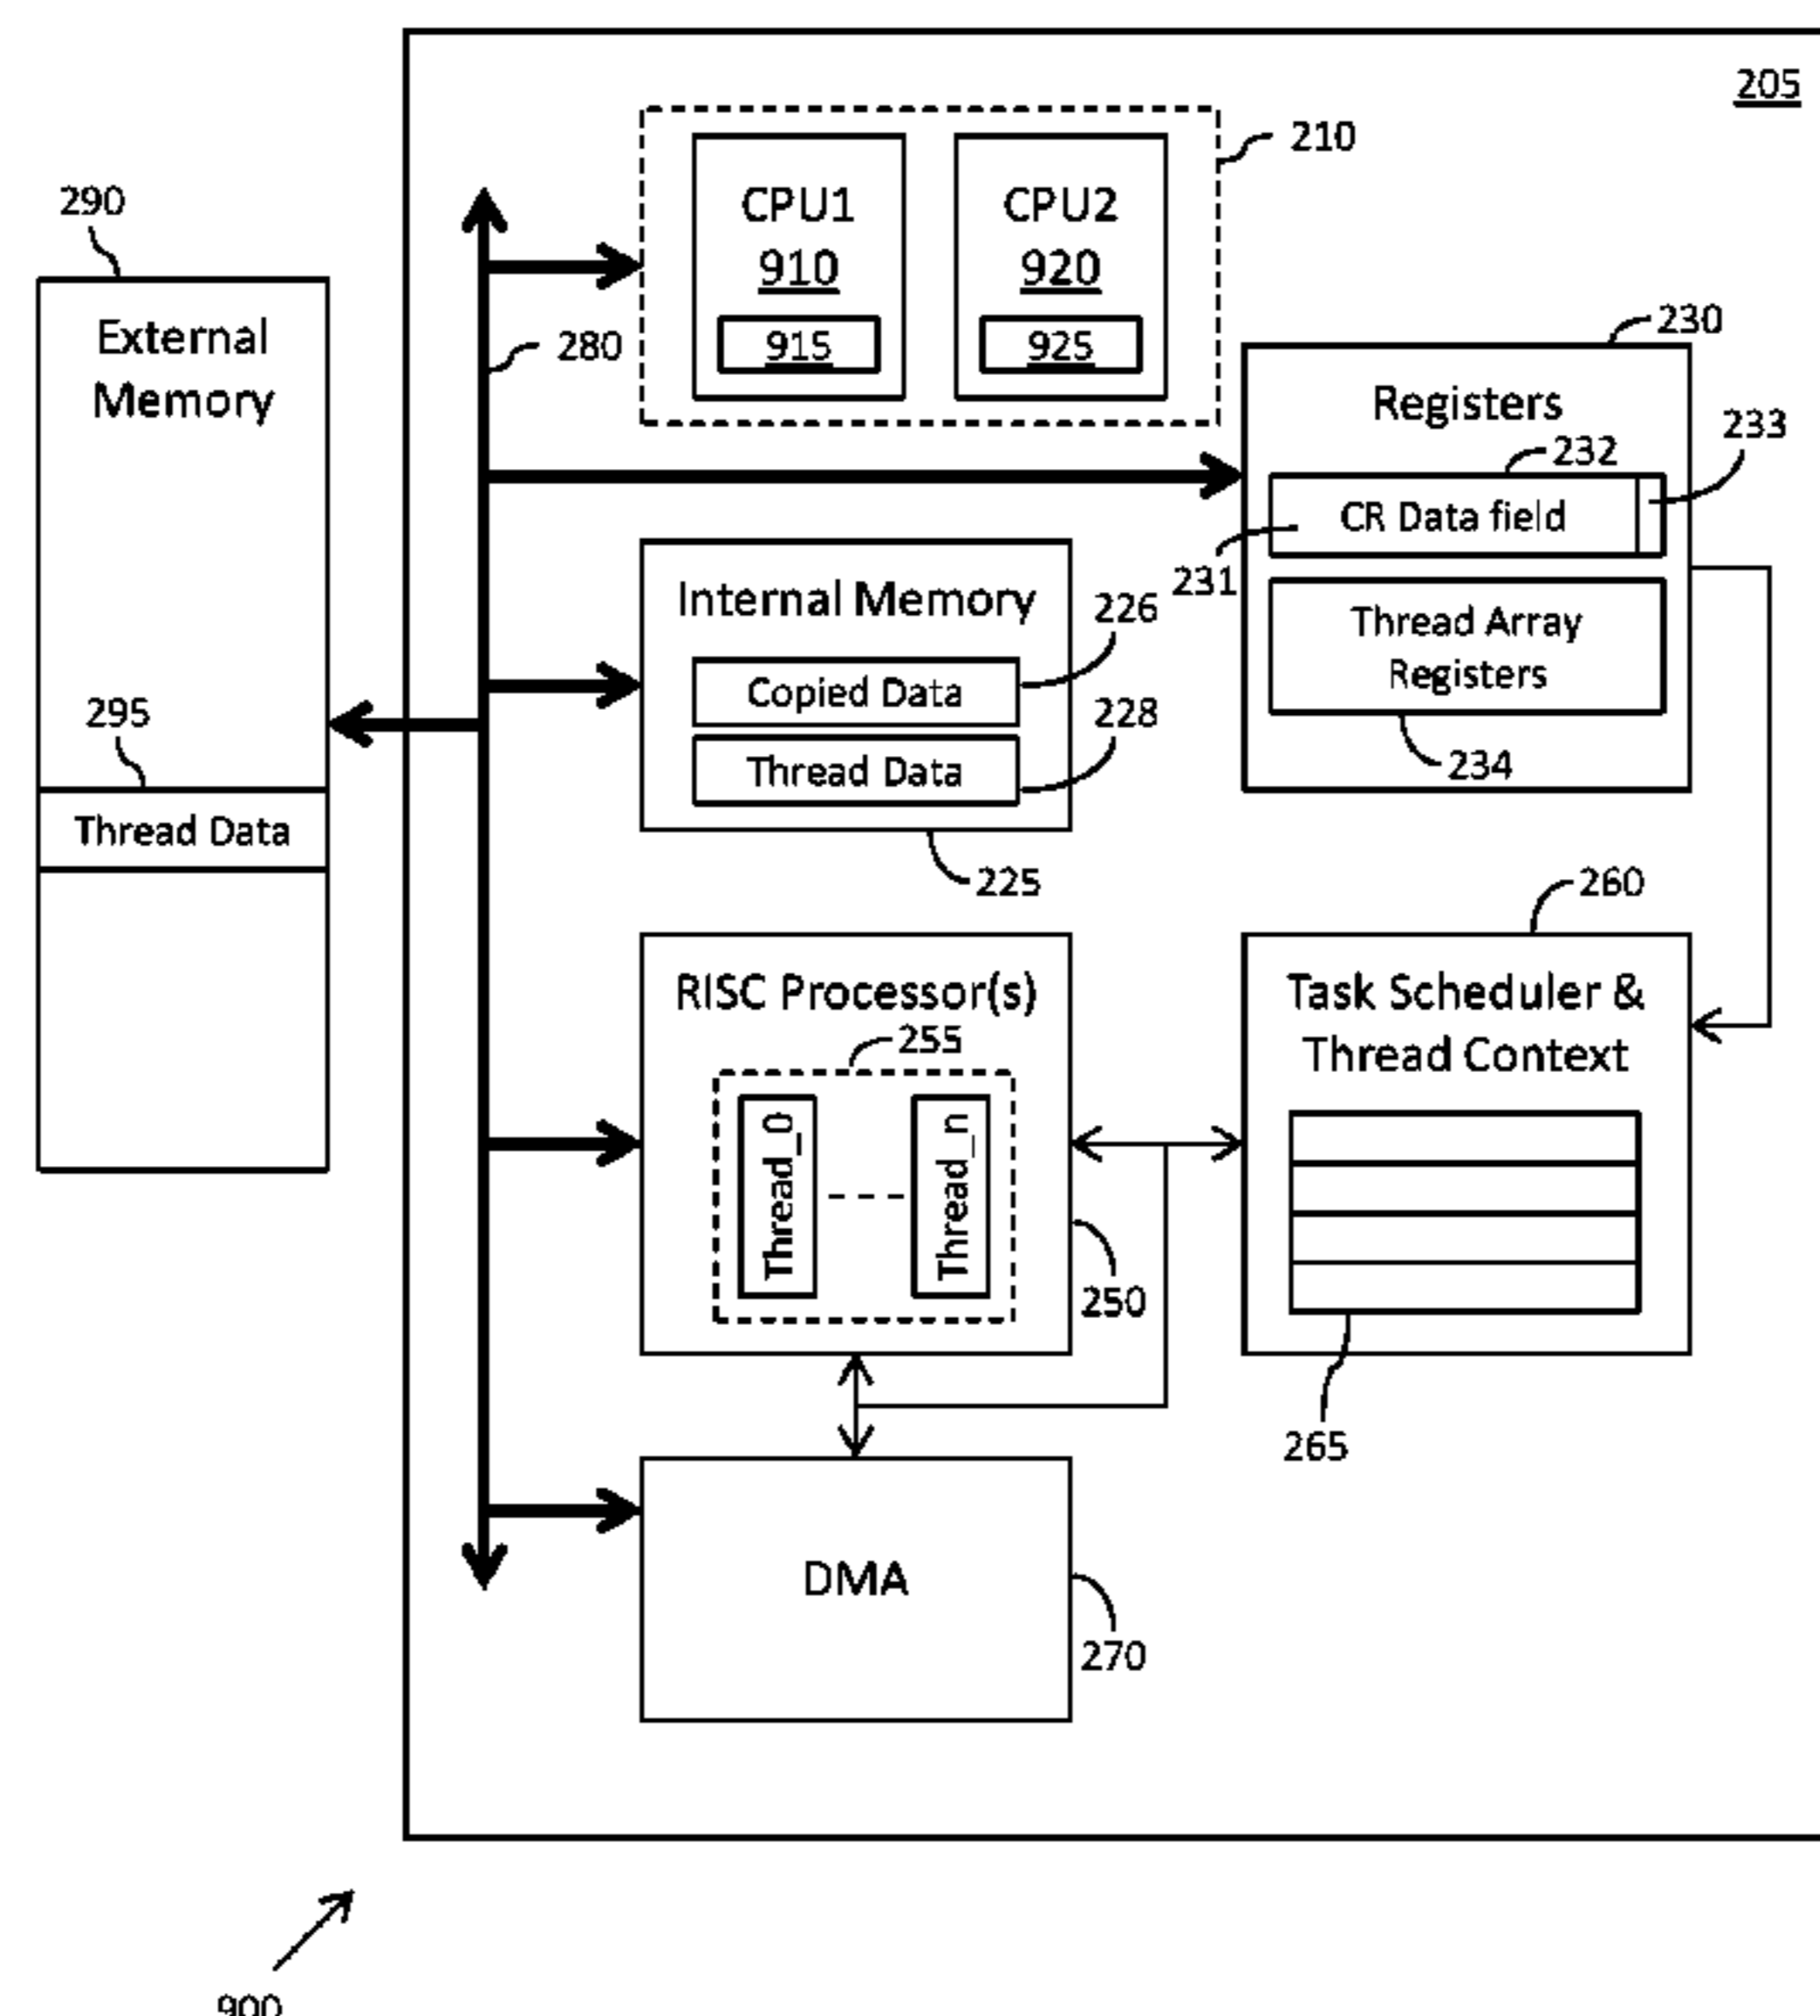 205
210
CPU1
910
915
CPU2
920
925
290
External
Memory
280
230
Registers
232
233
CR Data field
231
Thread Array
Registers
234
Internal Memory
226
Copied Data
228
Thread Data
225
295
Thread Data
260
RISC Processor(s)
255
Thread_0
Thread_n
250
Task Scheduler &
Thread Context
265
DMA
270
900